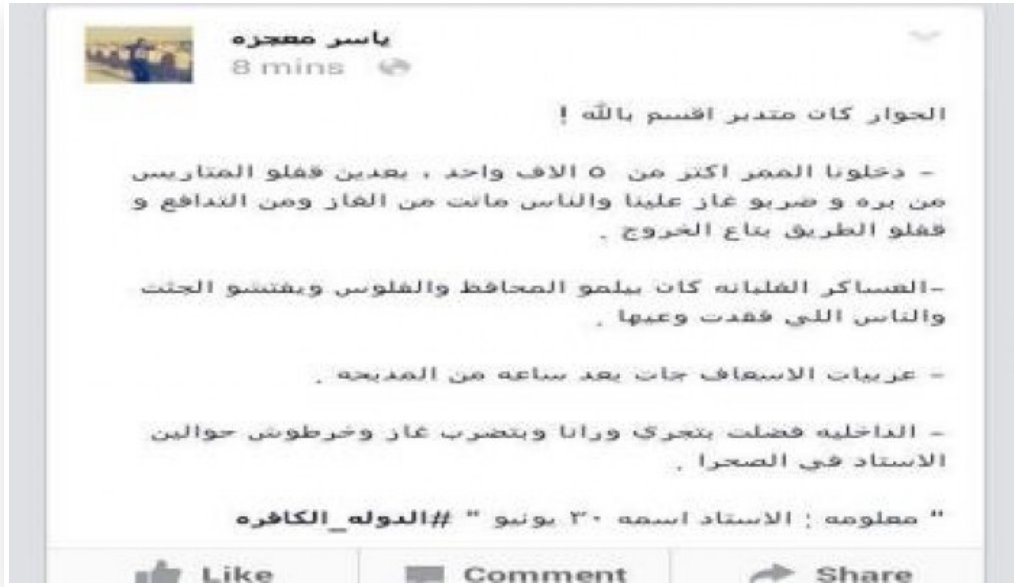 ياسر معجزه
8 mins
الحوار كات متدبر اقسم بالله !
- دخلونا الممر اكتر من ٥ الاف واحد ، بعدين قفلو المتاريس
من بره و ضربو غاز علينا والناس ماتت من الغاز ومن التدافع و
قفلو الطريق بتاع الخروج .
-العساكر الغلبانه كات بيلمو المحافظ والفلوس ويفتشو الجثث
والناس اللي فقدت وعيها .
- عربيات الاسعاف جات بعد ساعه من المذبحه .
- الداخليه فضلت بتجري ورانا وبتضرب غاز وخرطوش حوالين
الاستاد في الصحرا .
" معلومه : الاستاد اسمه ٣٠ يونيو " #الدوله_الكافره
Like Comment Share